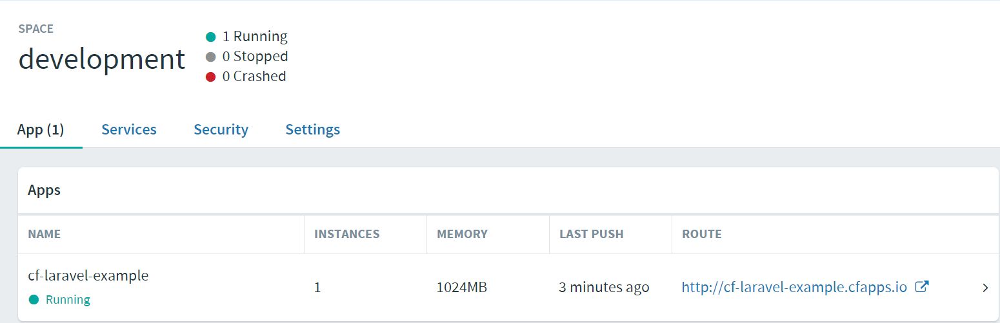 SPACE
development
1 Running
0 Stopped
0 Crashed
App (1) Services Security Settings
Apps
NAME INSTANCES MEMORY LAST PUSH ROUTE
cf-laravel-example
Running
1 1024MB 3 minutes ago http://cf-laravel-example.cfapps.io